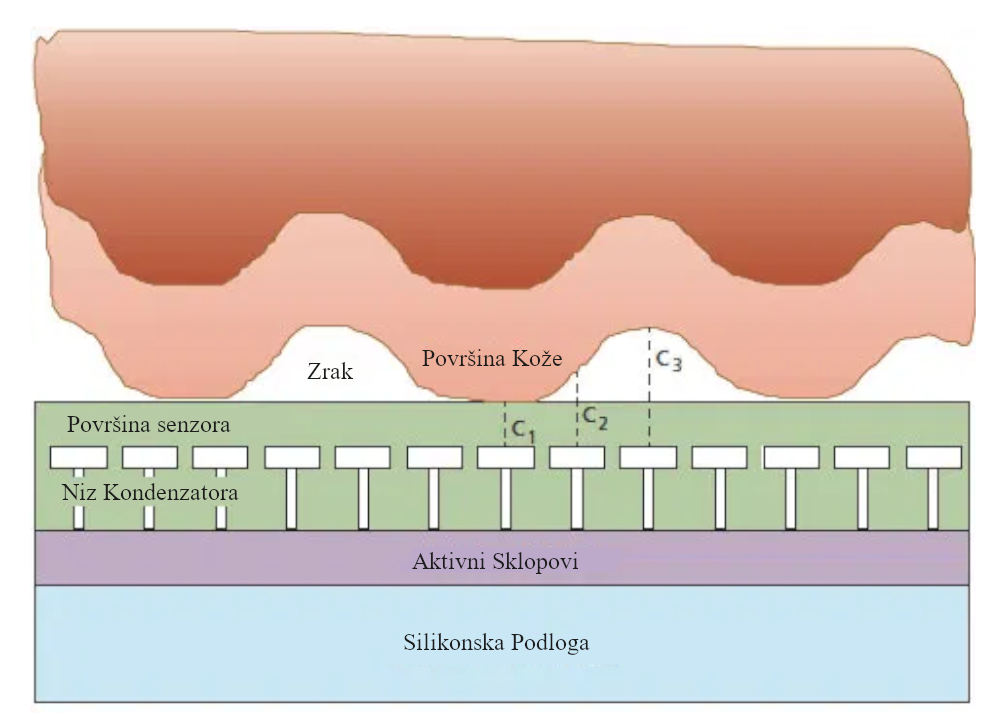 Površina Kože
Zrak
C3
C2
Površina senzora
C1
Niz Kondenzatora
Aktivni Sklopovi
Silikonska Podloga